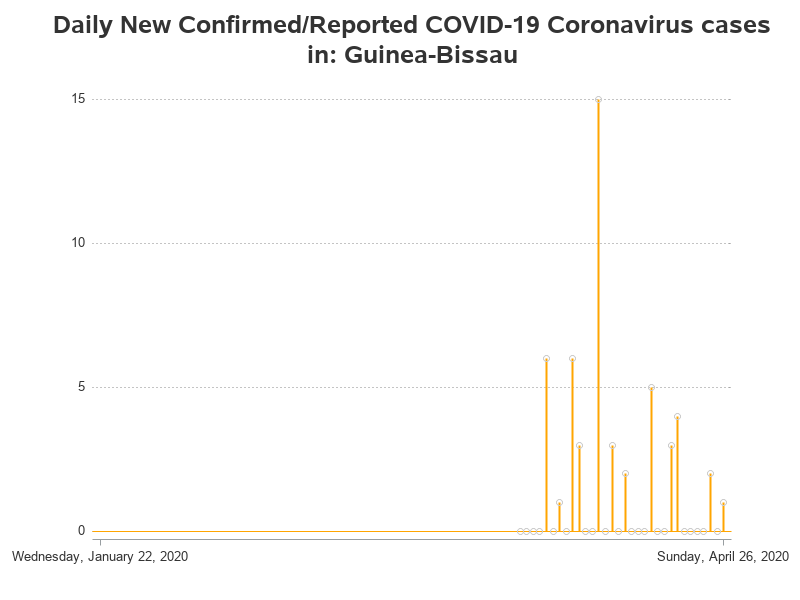 Daily New Confirmed/Reported COVID-19 Coronavirus cases
in: Guinea-Bissau
15
10
5
0
Wednesday, January 22, 2020
Sunday, April 26, 2020